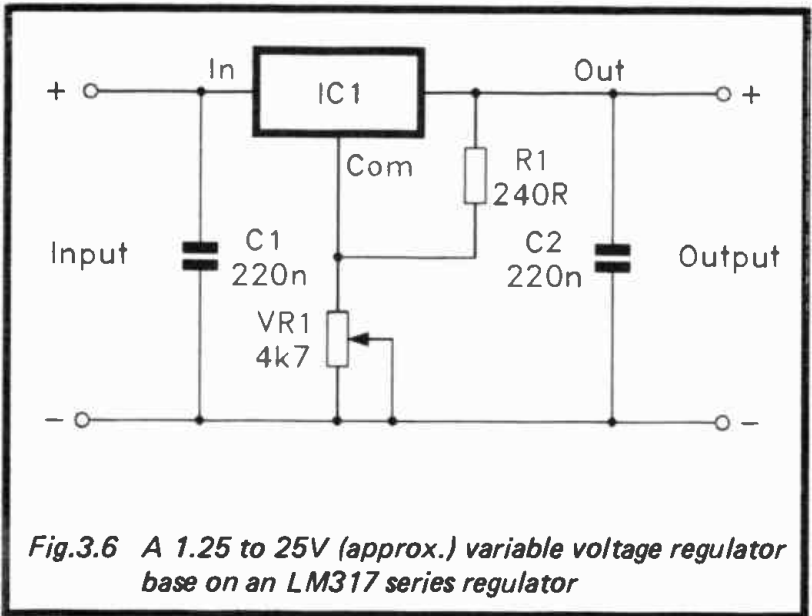 In
Out
+
IC1
+
Com
R1
240R
Input
C1
220n
C2
220n
Output
VR1
4k7
-
-
Fig.3.6 A 1.25 to 25V (approx.) variable voltage regulator
base on an LM317 series regulator